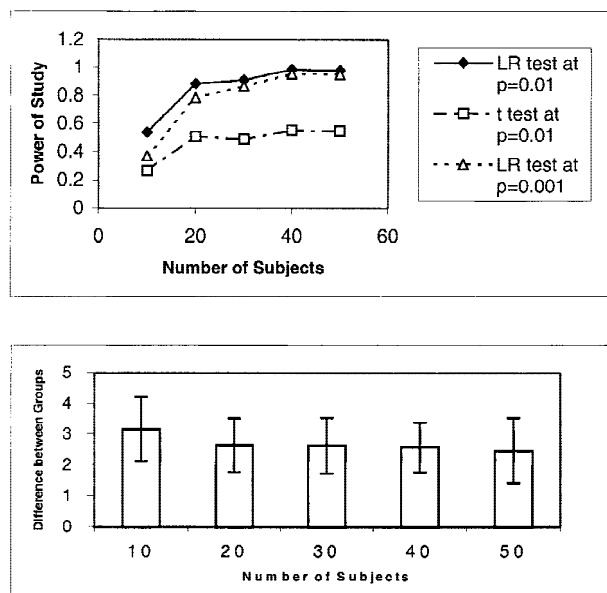 1.2
1
0.8
0.6
0.4
0.2
0
Power of Study
0 20 40 60
Number of Subjects
LR test at
p=0.01
t test at
p=0.01
LR test at
p=0.001
5
4
3
2
1
0
Difference between Groups
10 20 30 40 50
Number of Subjects